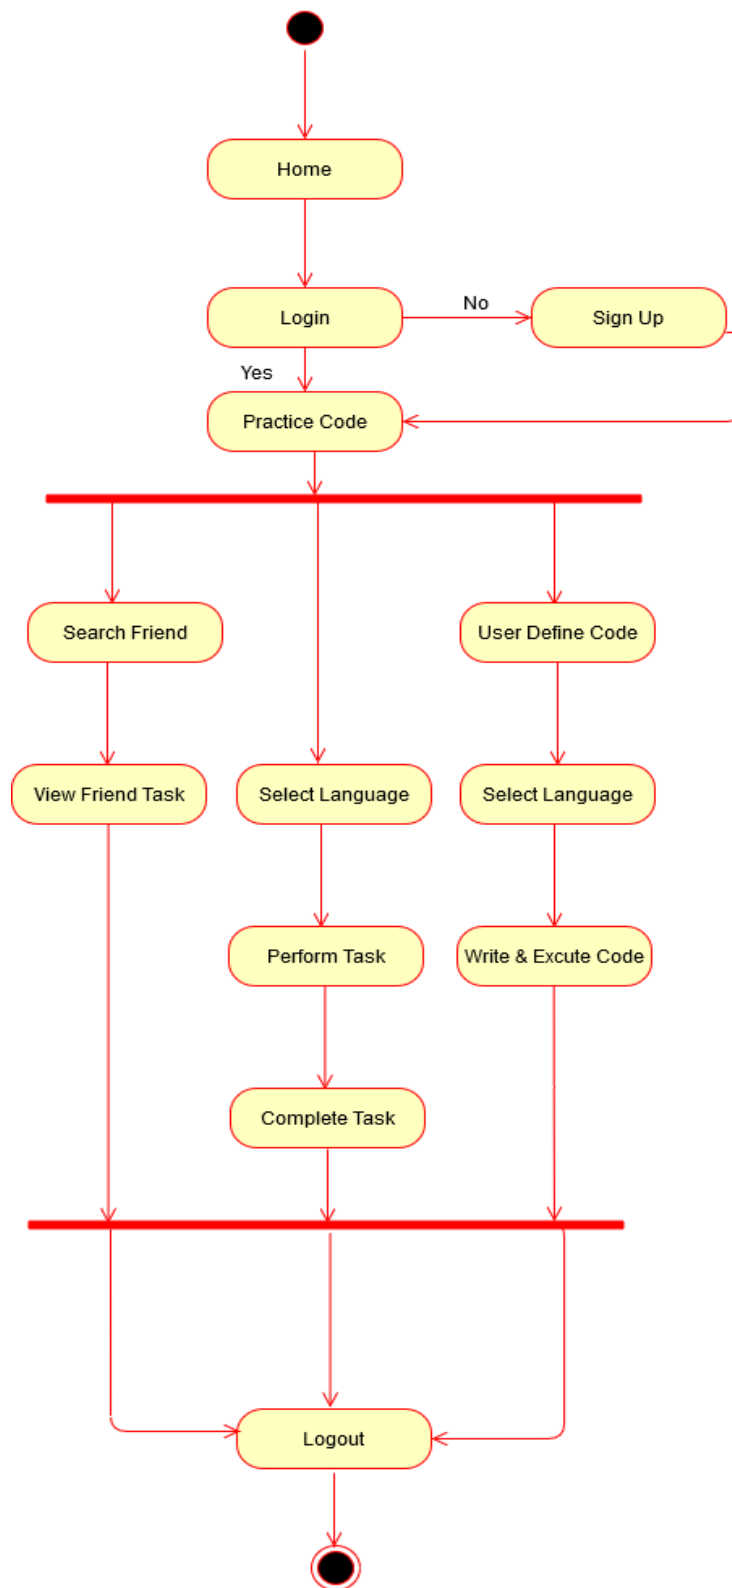 Home
Login
No
Sign Up
Yes
Practice Code
Search Friend
User Define Code
View Friend Task
Select Language
Select Language
Perform Task
Write & Excute Code
Complete Task
Logout